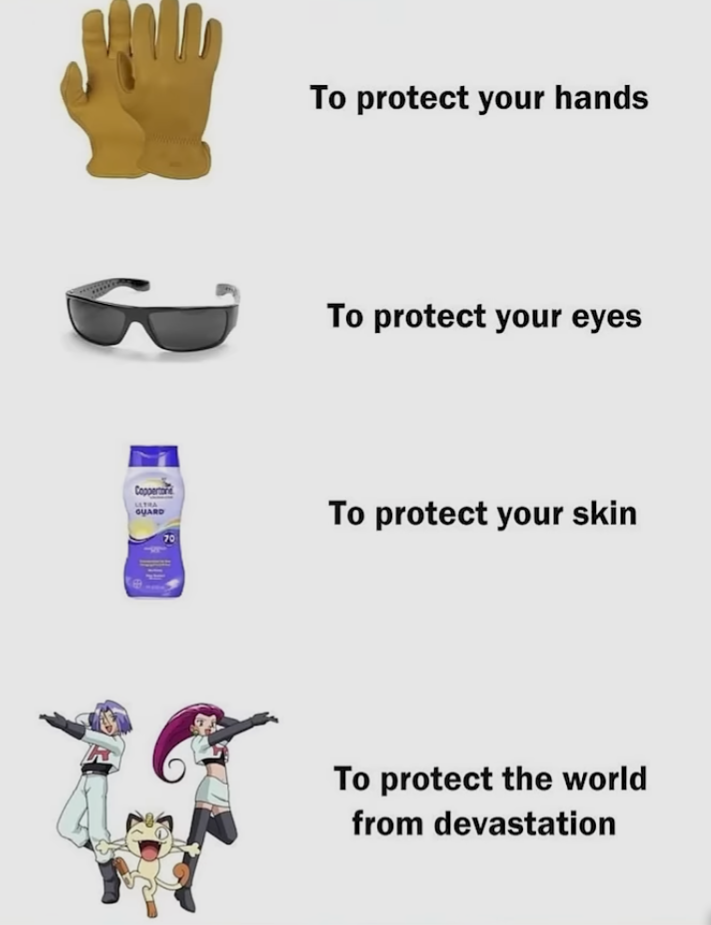 To protect your hands
To protect your eyes
Coppertone
ULTRA
GUARD
70
To protect your skin
R
R
To protect the world
from devastation